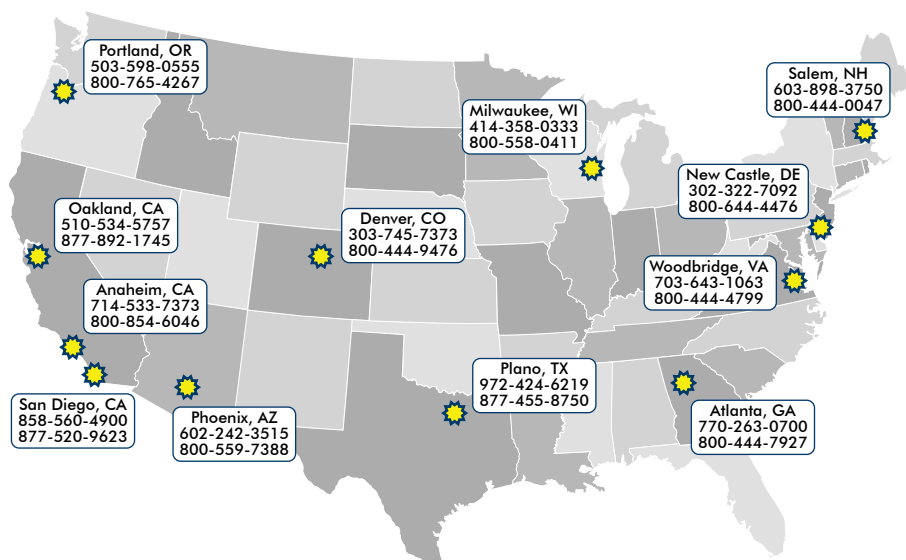 Portland, OR
503-598-0555
800-765-4267
Salem, NH
603-898-3750
800-444-0047
Milwaukee, WI
414-358-0333
800-558-0411
New Castle, DE
302-322-7092
800-644-4476
Oakland, CA
510-534-5757
877-892-1745
Denver, CO
303-745-7373
800-444-9476
Woodbridge, VA
703-643-1063
800-444-4799
Anaheim, CA
714-533-7373
800-854-6046
Plano, TX
972-424-6219
877-455-8750
San Diego, CA
858-560-4900
877-520-9623
Phoenix, AZ
602-242-3515
800-559-7388
Atlanta, GA
770-263-0700
800-444-7927